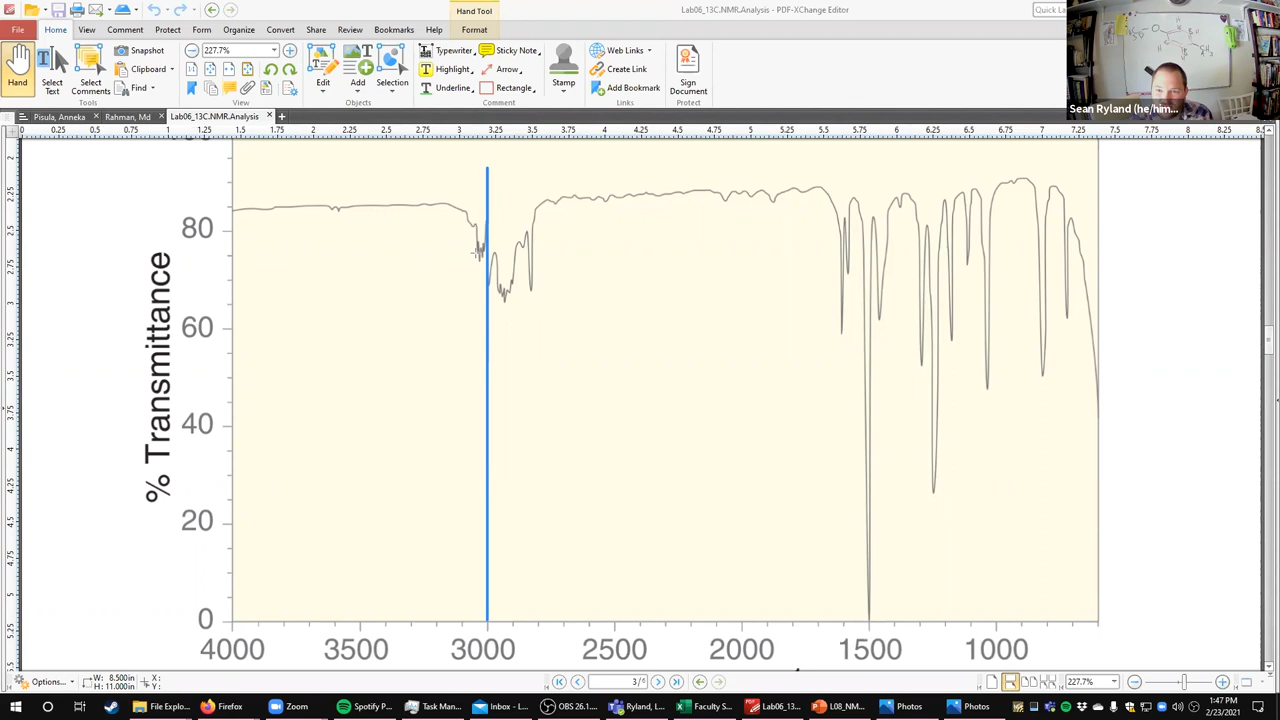 Lab06_13C.NMR.Analysis - PDF-XChange Editor
Hand Tool
File Home View Comment Protect Form Organize Convert Share Review Bookmarks Help Format
Hand
Select Text
Select Comments
Tools
Snapshot
Clipboard
Find
227.7%
View
Edit
Add
Selection
Objects
Typewriter
Highlight
Underline
Sticky Note
Arrow
Rectangle
Stamp
Comment
Web Links
Create Link
Add Bookmark
Links
Sign Document
Protect
Sean Ryland (he/him...
Pisula, Anneka
Rahman, Md
Lab06_13C.NMR.Analysis
% Transmittance
80
60
40
20
0
4000 3500 3000 2500 2000 1500 1000
Options...
W: 8.500in
H: 11.000in
X:
Y:
227.7%
File Explo...
Firefox
Zoom
Spotify P...
Task Man...
Inbox - L...
OBS 26.1...
Ryland, L...
Faculty S...
Lab06_13...
L08_NM...
Photos
Photos
1:47 PM
2/23/2021